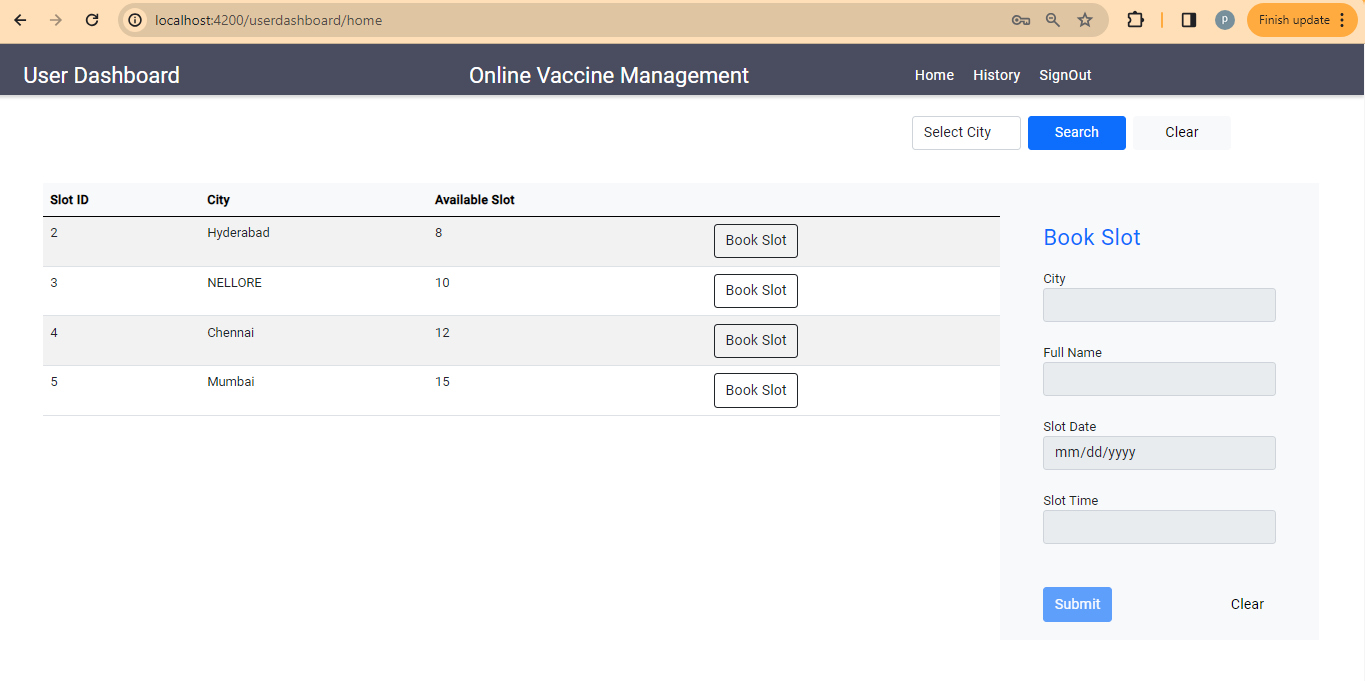 localhost:4200/userdashboard/home
P
Finish update
User Dashboard Online Vaccine Management Home History SignOut
Select City Search Clear
Slot ID City Available Slot
2 Hyderabad 8 Book Slot
3 NELLORE 10 Book Slot
4 Chennai 12 Book Slot
5 Mumbai 15 Book Slot
Book Slot
City
Full Name
Slot Date
mm/dd/yyyy
Slot Time
Submit Clear